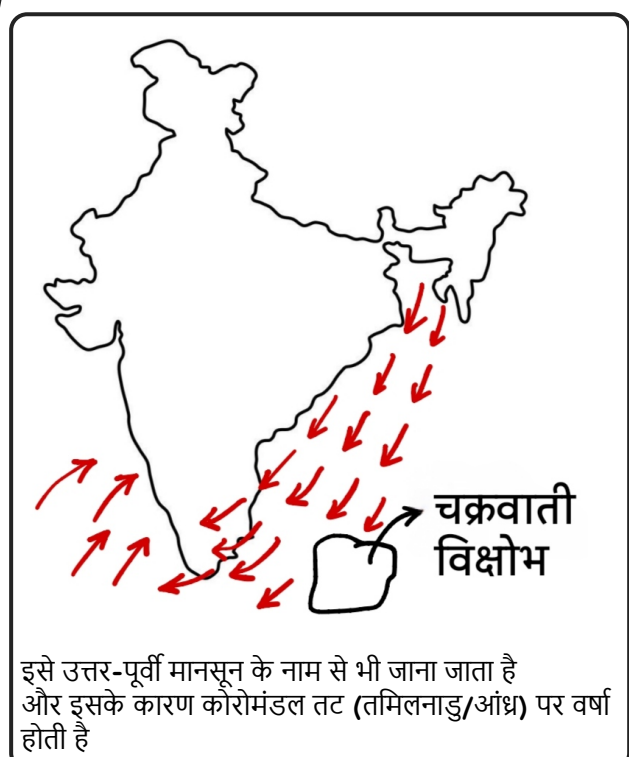 चक्रवाती
विक्षोभ
इसे उत्तर-पूर्वी मानसून के नाम से भी जाना जाता है
और इसके कारण कोरोमंडल तट (तमिलनाडु/आंध्र) पर वर्षा
होती है